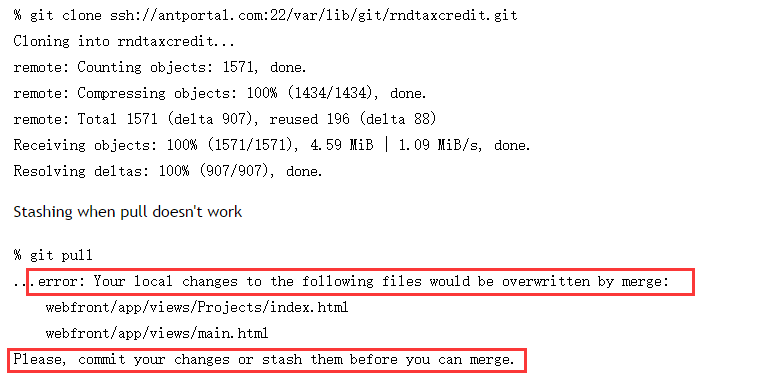 % git clone ssh://antportal.com:22/var/lib/git/rndtaxcredit.git
Cloning into rndtaxcredit...
remote: Counting objects: 1571, done.
remote: Compressing objects: 100% (1434/1434), done.
remote: Total 1571 (delta 907), reused 196 (delta 88)
Receiving objects: 100% (1571/1571), 4.59 MiB | 1.09 MiB/s, done.
Resolving deltas: 100% (907/907), done.
Stashing when pull doesn't work
% git pull
...error: Your local changes to the following files would be overwritten by merge:
webfront/app/views/Projects/index.html
webfront/app/views/main.html
Please, commit your changes or stash them before you can merge.